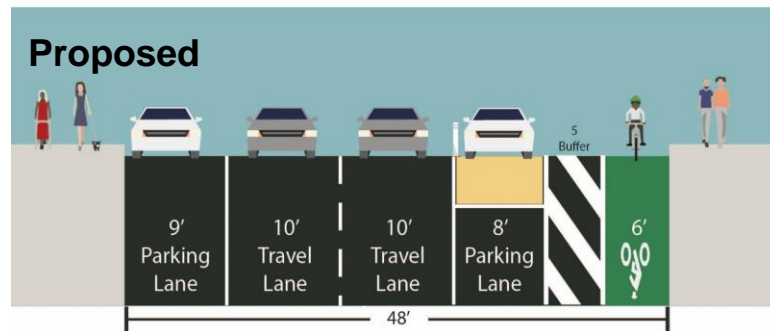 Proposed
5
Buffer
9'
Parking
Lane
10'
Travel
Lane
10'
Travel
Lane
8'
Parking
Lane
6'
48'